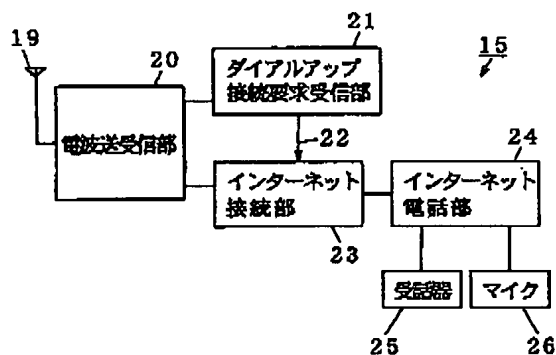 19
20
21
15
ダイアルアップ
接続要求受信部
電波送受信部
22
24
インターネット
接続部
インターネット
電話部
23
受話器
マイク
25
26